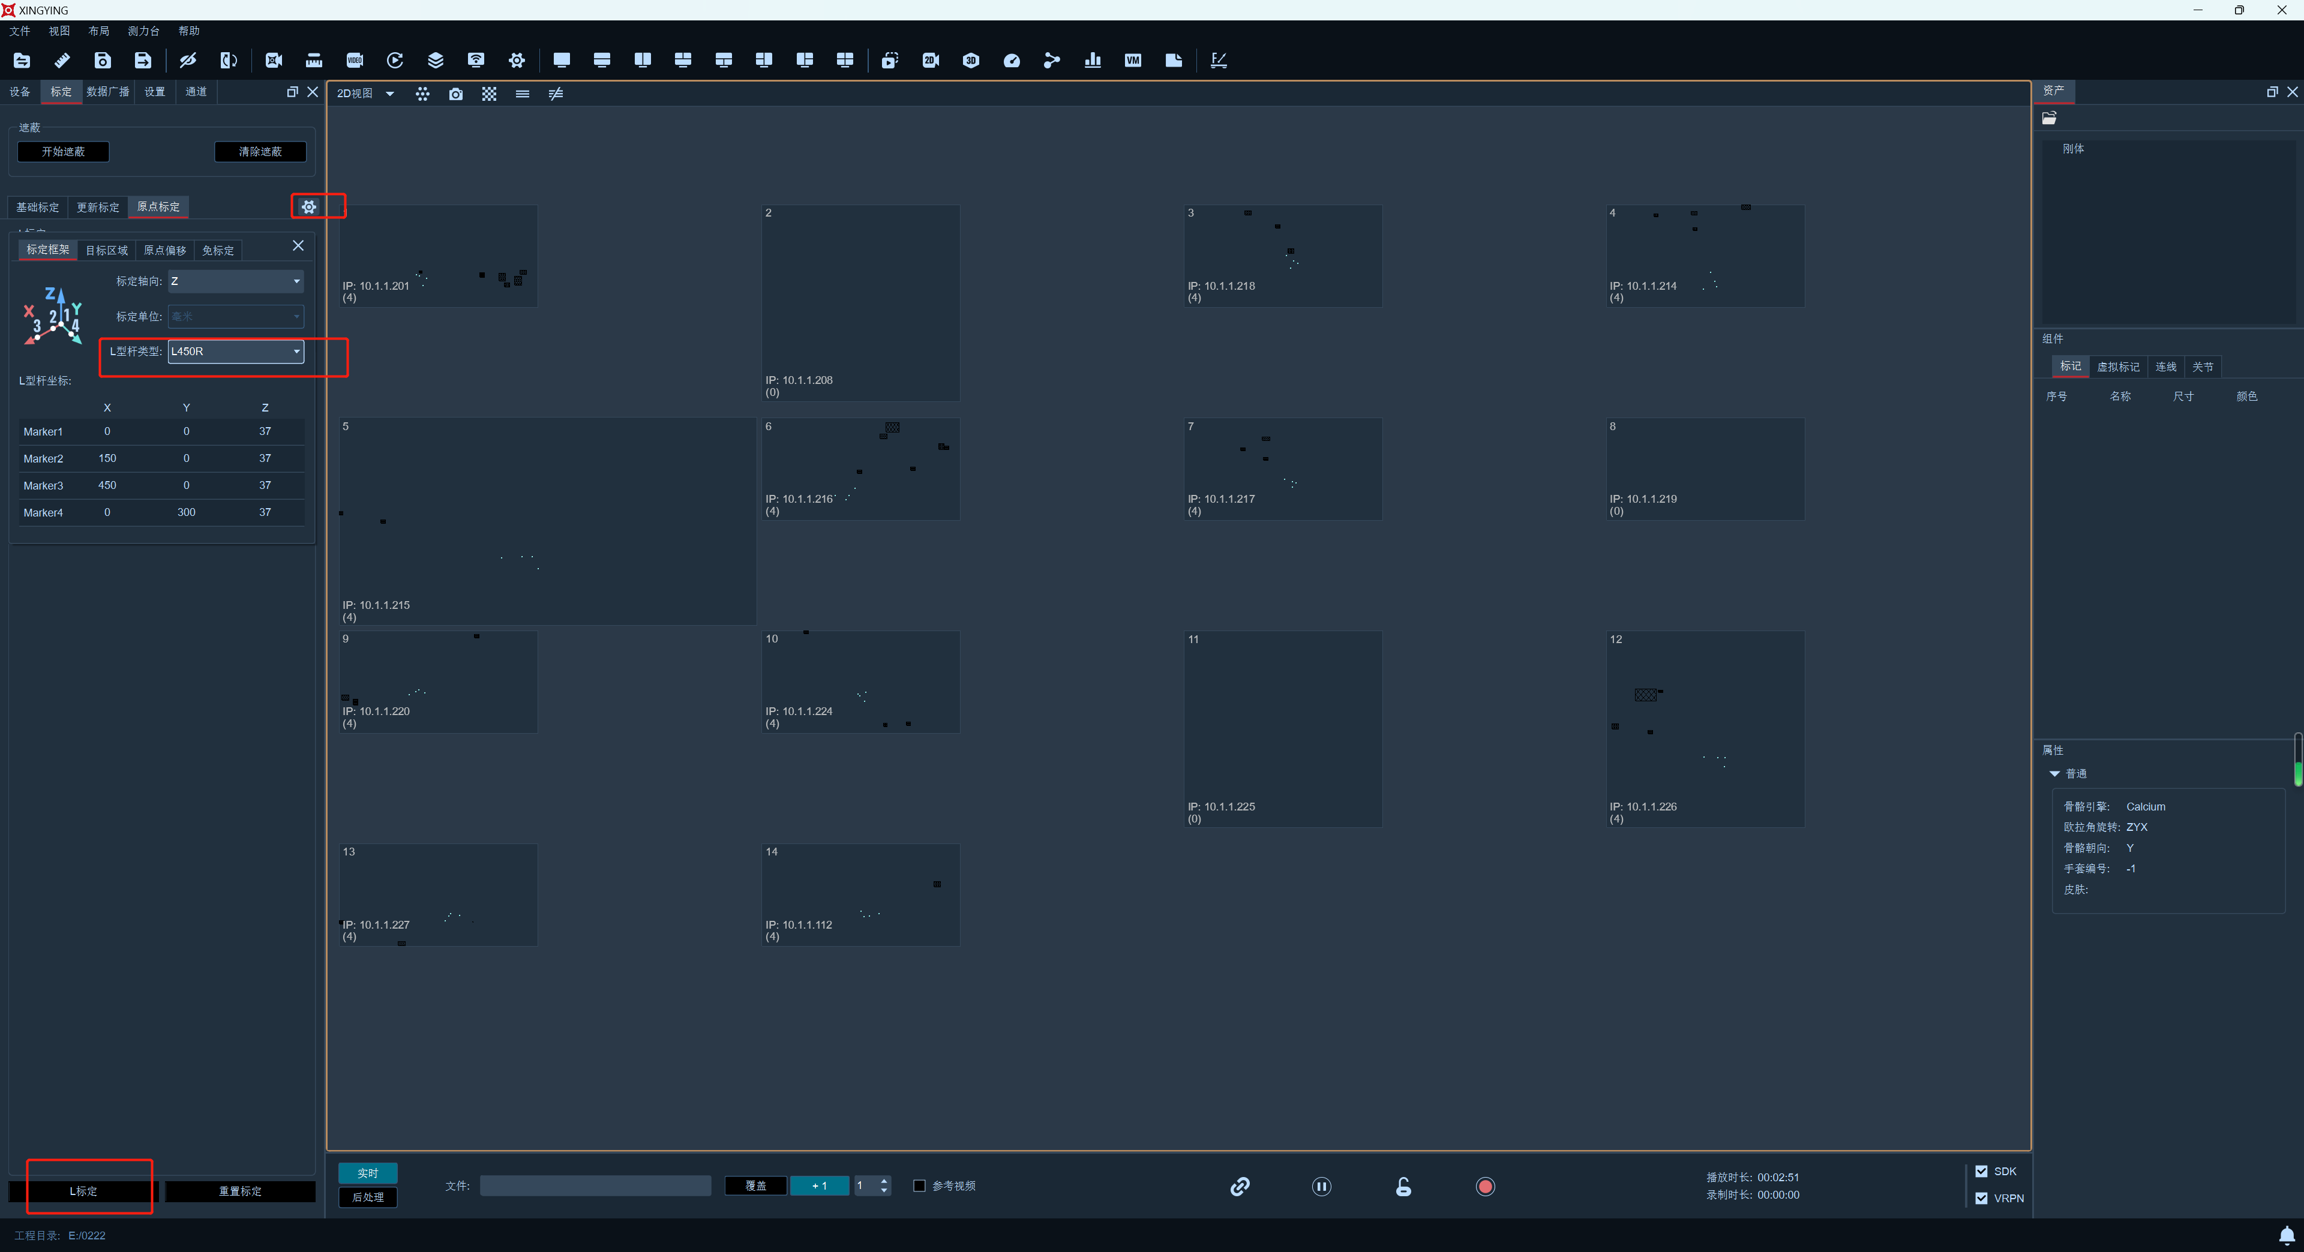 XINGYING
文件 视图 布局 测力台 帮助
VIDEO 2D 3D VM
设备 标定 数据广播 设置 通道
2D视图
资产
遮蔽
开始遮蔽 清除遮蔽
刚体
基础标定 更新标定 原点标定
标定框架 目标区域 原点偏移 免标定
标定轴向: Z
标定单位: 毫米
L型杆类型: L450R
L型杆坐标:
Z X Y 3 2 1 4
X Y Z
Marker1 0 0 37
Marker2 150 0 37
Marker3 450 0 37
Marker4 0 300 37
L标定 重置标定
IP: 10.1.1.201
(4)
2
IP: 10.1.1.208
(0)
3
IP: 10.1.1.218
(4)
4
IP: 10.1.1.214
(4)
5
IP: 10.1.1.215
(4)
6
IP: 10.1.1.216
(4)
7
IP: 10.1.1.217
(4)
8
IP: 10.1.1.219
(0)
9
IP: 10.1.1.220
(4)
10
IP: 10.1.1.224
(4)
11
IP: 10.1.1.225
(0)
12
IP: 10.1.1.226
(4)
13
IP: 10.1.1.227
(4)
14
IP: 10.1.1.112
(4)
组件
标记 虚拟标记 连线 关节
序号 名称 尺寸 颜色
属性
普通
骨骼引擎: Calcium
欧拉角旋转: ZYX
骨骼朝向: Y
手套编号: -1
皮肤:
实时
后处理
文件: 覆盖 + 1 1 参考视频
播放时长: 00:02:51
录制时长: 00:00:00
SDK
VRPN
工程目录: E:/0222